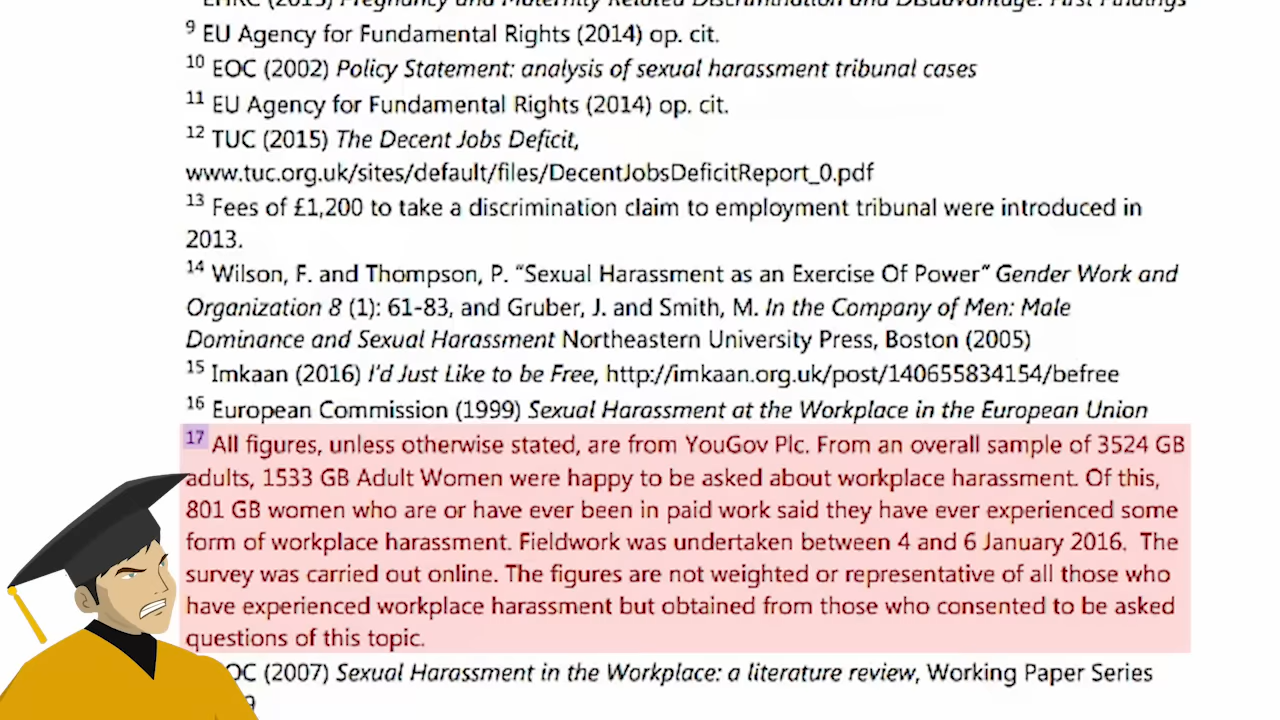 EHRC (2015) Pregnancy and Maternity Related Discrimination and Disadvantage: First Findings
9 EU Agency for Fundamental Rights (2014) op. cit.
10 EOC (2002) Policy Statement: analysis of sexual harassment tribunal cases
11 EU Agency for Fundamental Rights (2014) op. cit.
12 TUC (2015) The Decent Jobs Deficit,
www.tuc.org.uk/sites/default/files/DecentJobsDeficitReport_0.pdf
13 Fees of £1,200 to take a discrimination claim to employment tribunal were introduced in
2013.
14 Wilson, F. and Thompson, P. “Sexual Harassment as an Exercise Of Power” Gender Work and
Organization 8 (1): 61-83, and Gruber, J. and Smith, M. In the Company of Men: Male
Dominance and Sexual Harassment Northeastern University Press, Boston (2005)
15 Imkaan (2016) I’d Just Like to be Free, http://imkaan.org.uk/post/140655834154/befree
16 European Commission (1999) Sexual Harassment at the Workplace in the European Union
17 All figures, unless otherwise stated, are from YouGov Plc. From an overall sample of 3524 GB
adults, 1533 GB Adult Women were happy to be asked about workplace harassment. Of this,
801 GB women who are or have ever been in paid work said they have ever experienced some
form of workplace harassment. Fieldwork was undertaken between 4 and 6 January 2016. The
survey was carried out online. The figures are not weighted or representative of all those who
have experienced workplace harassment but obtained from those who consented to be asked
questions of this topic.
OC (2007) Sexual Harassment in the Workplace: a literature review, Working Paper Series
9